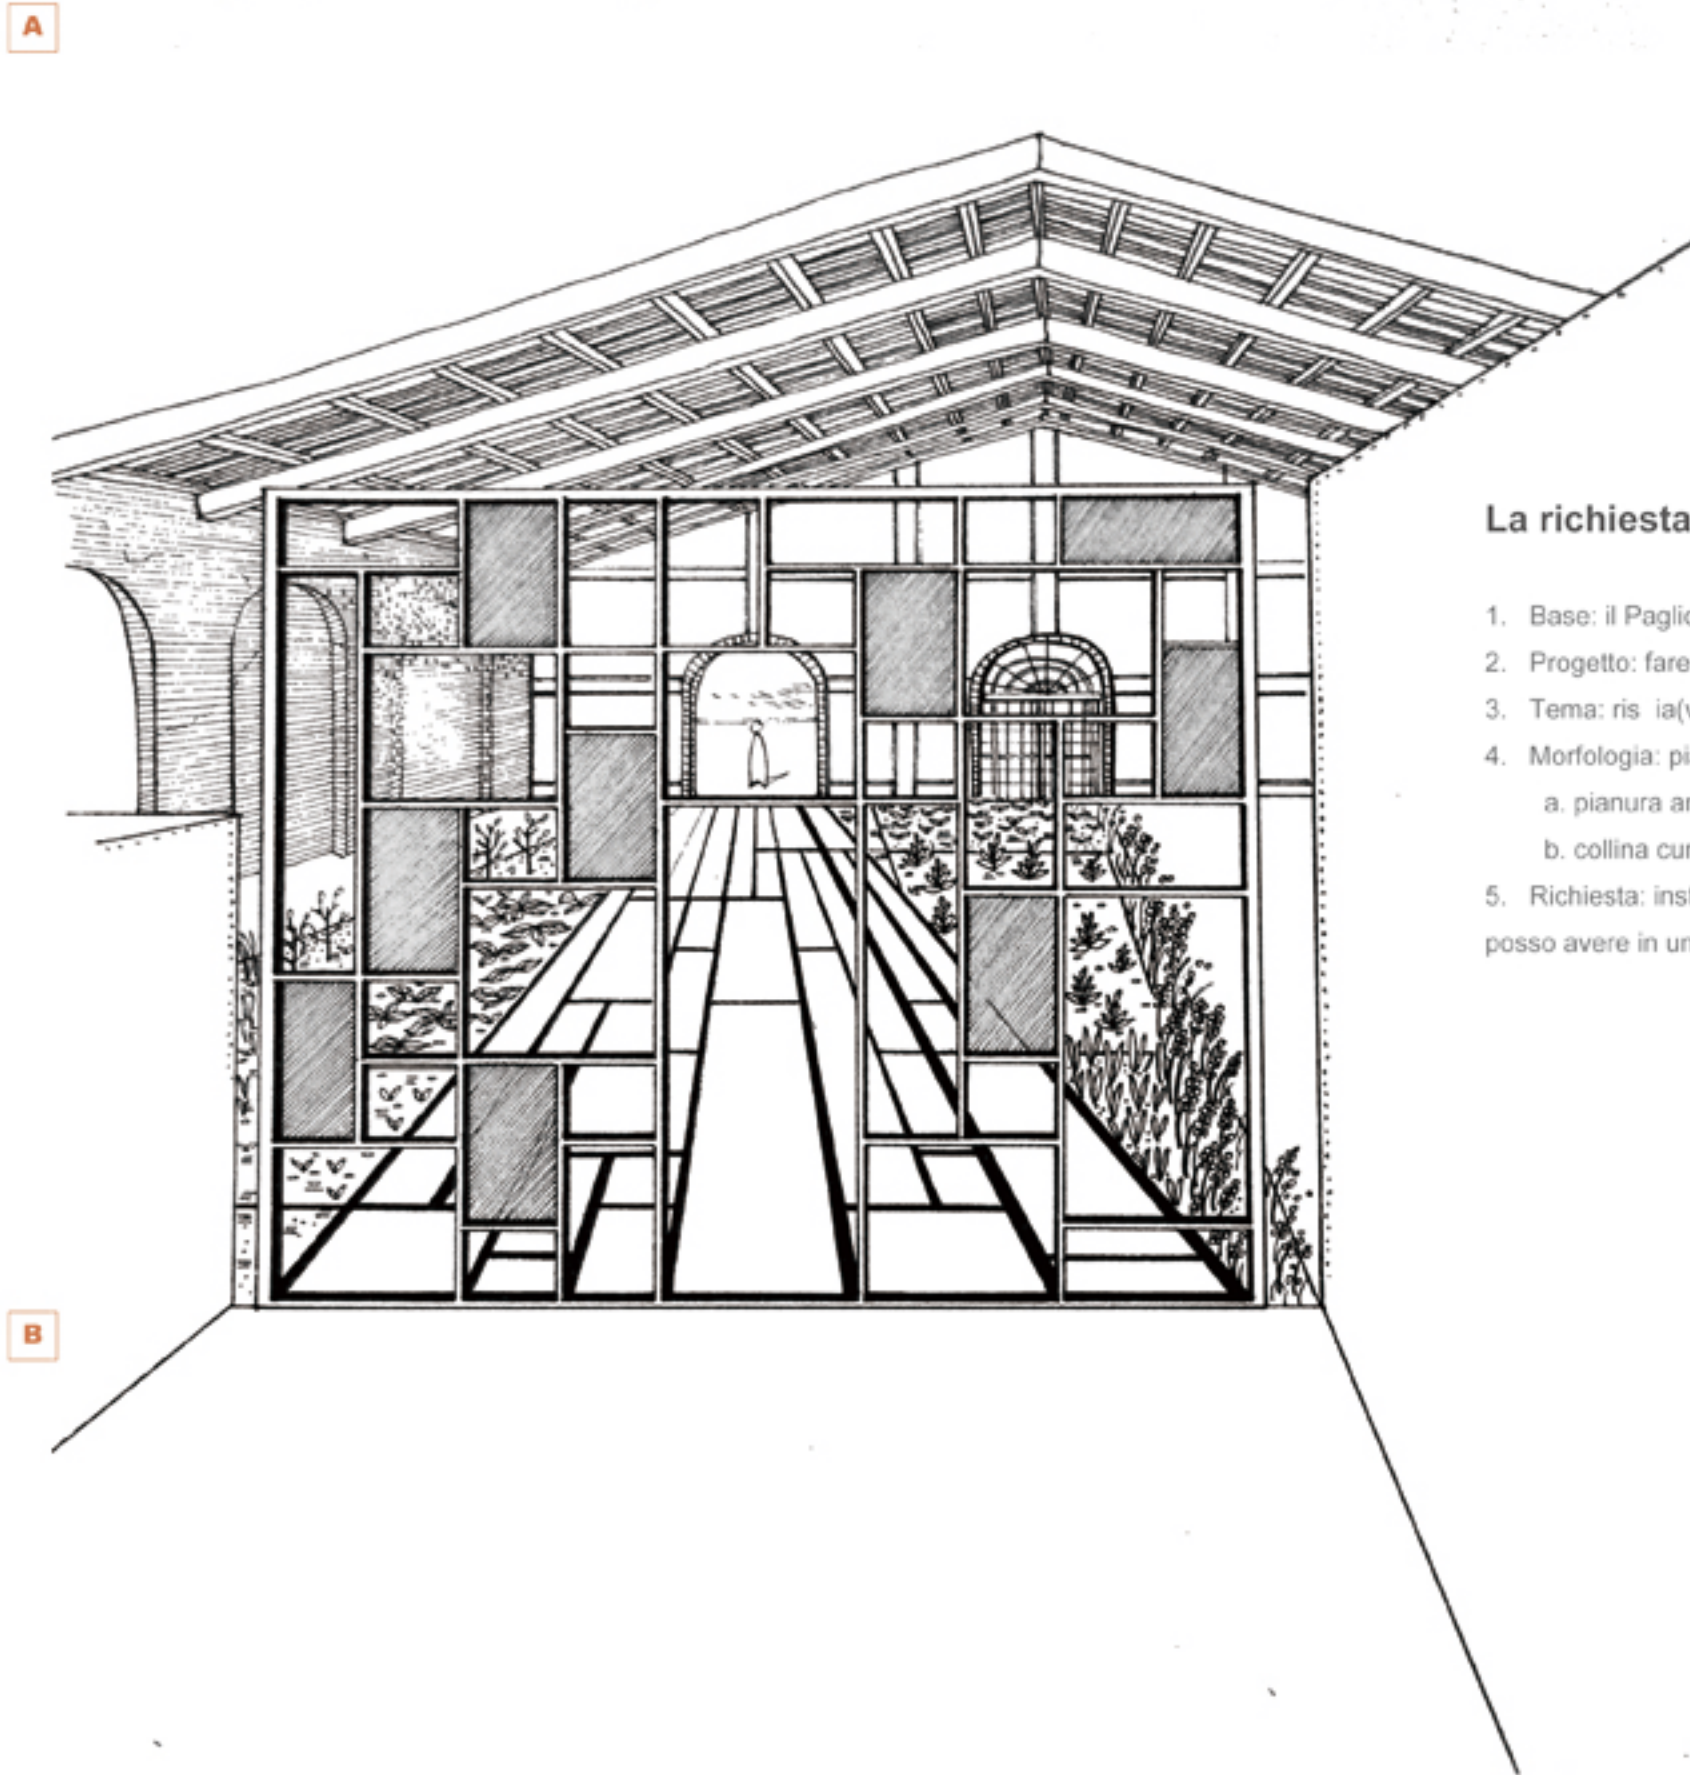 A
La richiesta
1. Base: il Paglic
2. Progetto: fare
3. Tema: ris ia(v
4. Morfologia: pi
a. pianura ar
b. collina cur
5. Richiesta: inst
posso avere in un
B